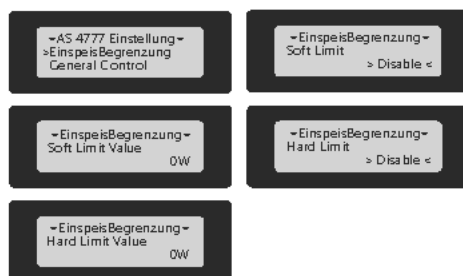 -AS 4777 Einstellung-
>EinspeisBegrenzung
General Control
-EinspeisBegrenzung-
Soft Limit
> Disable <
-EinspeisBegrenzung-
Soft Limit Value
0W
-EinspeisBegrenzung-
Hard Limit
> Disable <
-EinspeisBegrenzung-
Hard Limit Value
0W